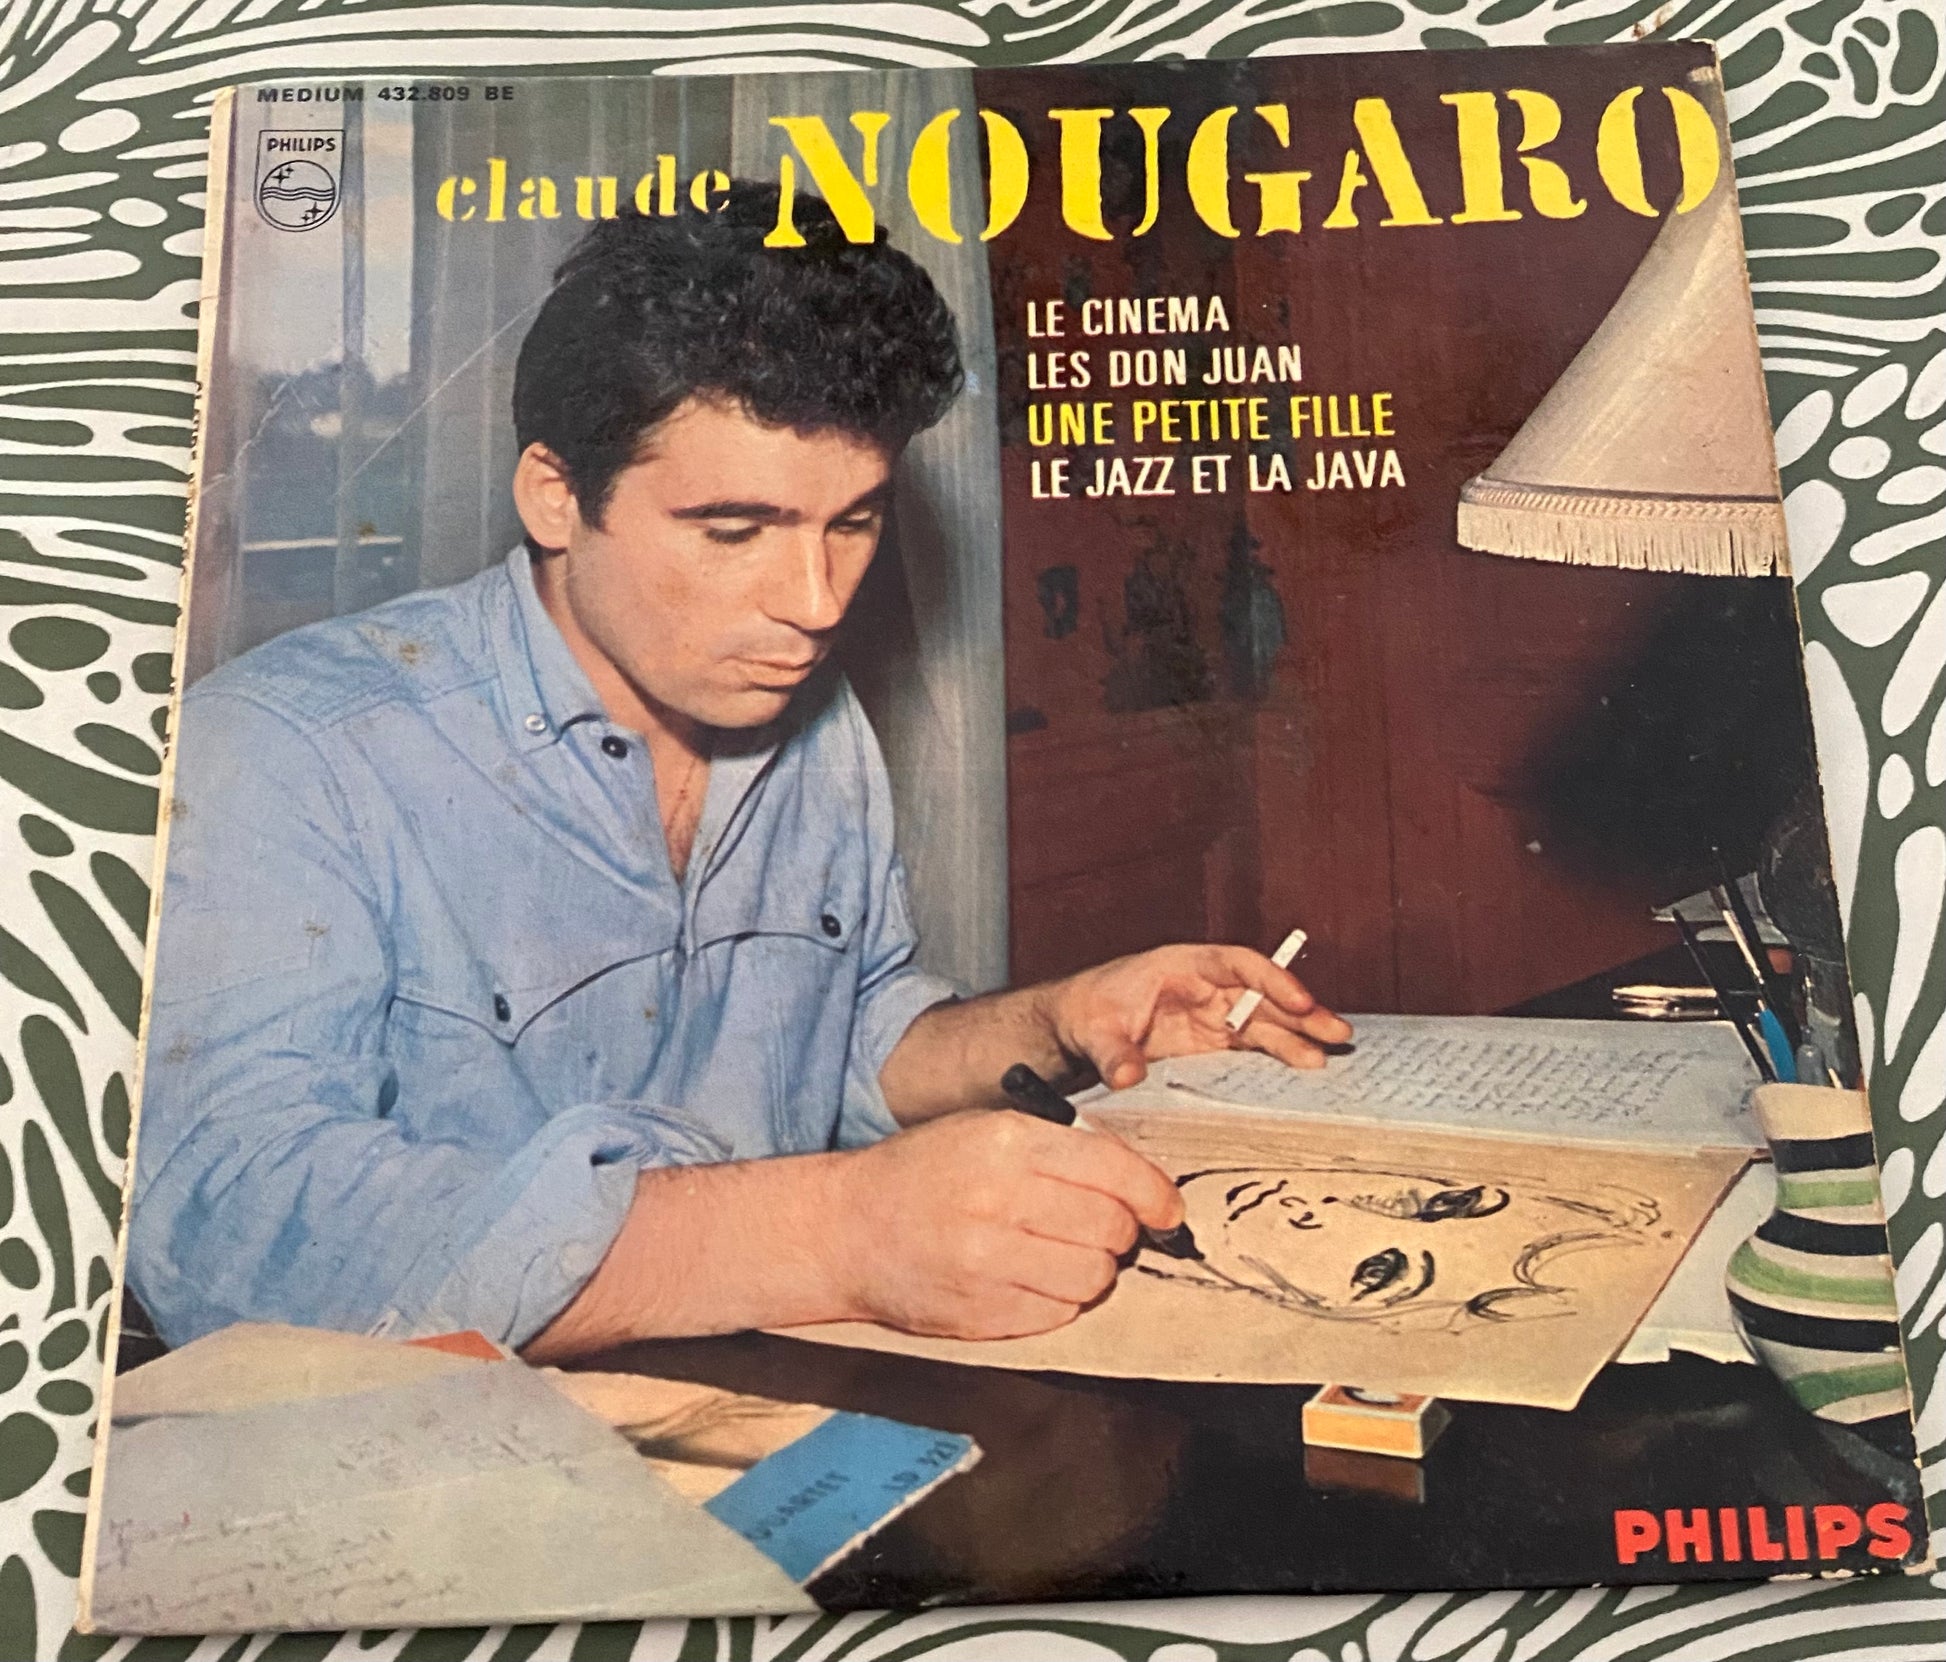 MEDIUM 432.809 BE
PHILIPS
claude NOUGARO
LE CINEMA
LES DON JUAN
UNE PETITE FILLE
LE JAZZ ET LA JAVA
QUARTET
PHILIPS